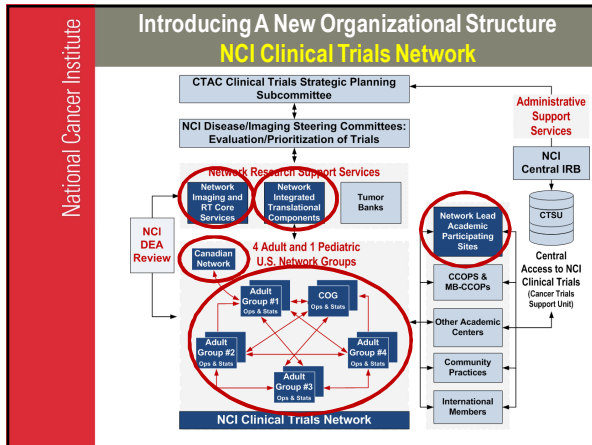 National Cancer Institute
Introducing A New Organizational Structure
NCI Clinical Trials Network
CTAC Clinical Trials Strategic Planning
Subcommittee
NCI Disease/Imaging Steering Committees:
Evaluation/Prioritization of Trials
Administrative
Support
Services
NCI
Central IRB
CTSU
Central
Access to NCI
Clinical Trials
(Cancer Trials
Support Unit)
Network Research Support Services
Network
Imaging and
RT Core
Services
Network
Integrated
Translational
Components
Tumor
Banks
NCI
DEA
Review
Canadian
Network
4 Adult and 1 Pediatric
U.S. Network Groups
Adult
Group #1
Ops & Stats
COG
Ops & Stats
Adult
Group #2
Ops & Stats
Adult
Group #4
Ops & Stats
Adult
Group #3
Ops & Stats
NCI Clinical Trials Network
Network Lead
Academic
Participating
Sites
CCOPS &
MB-CCOPs
Other Academic
Centers
Community
Practices
International
Members